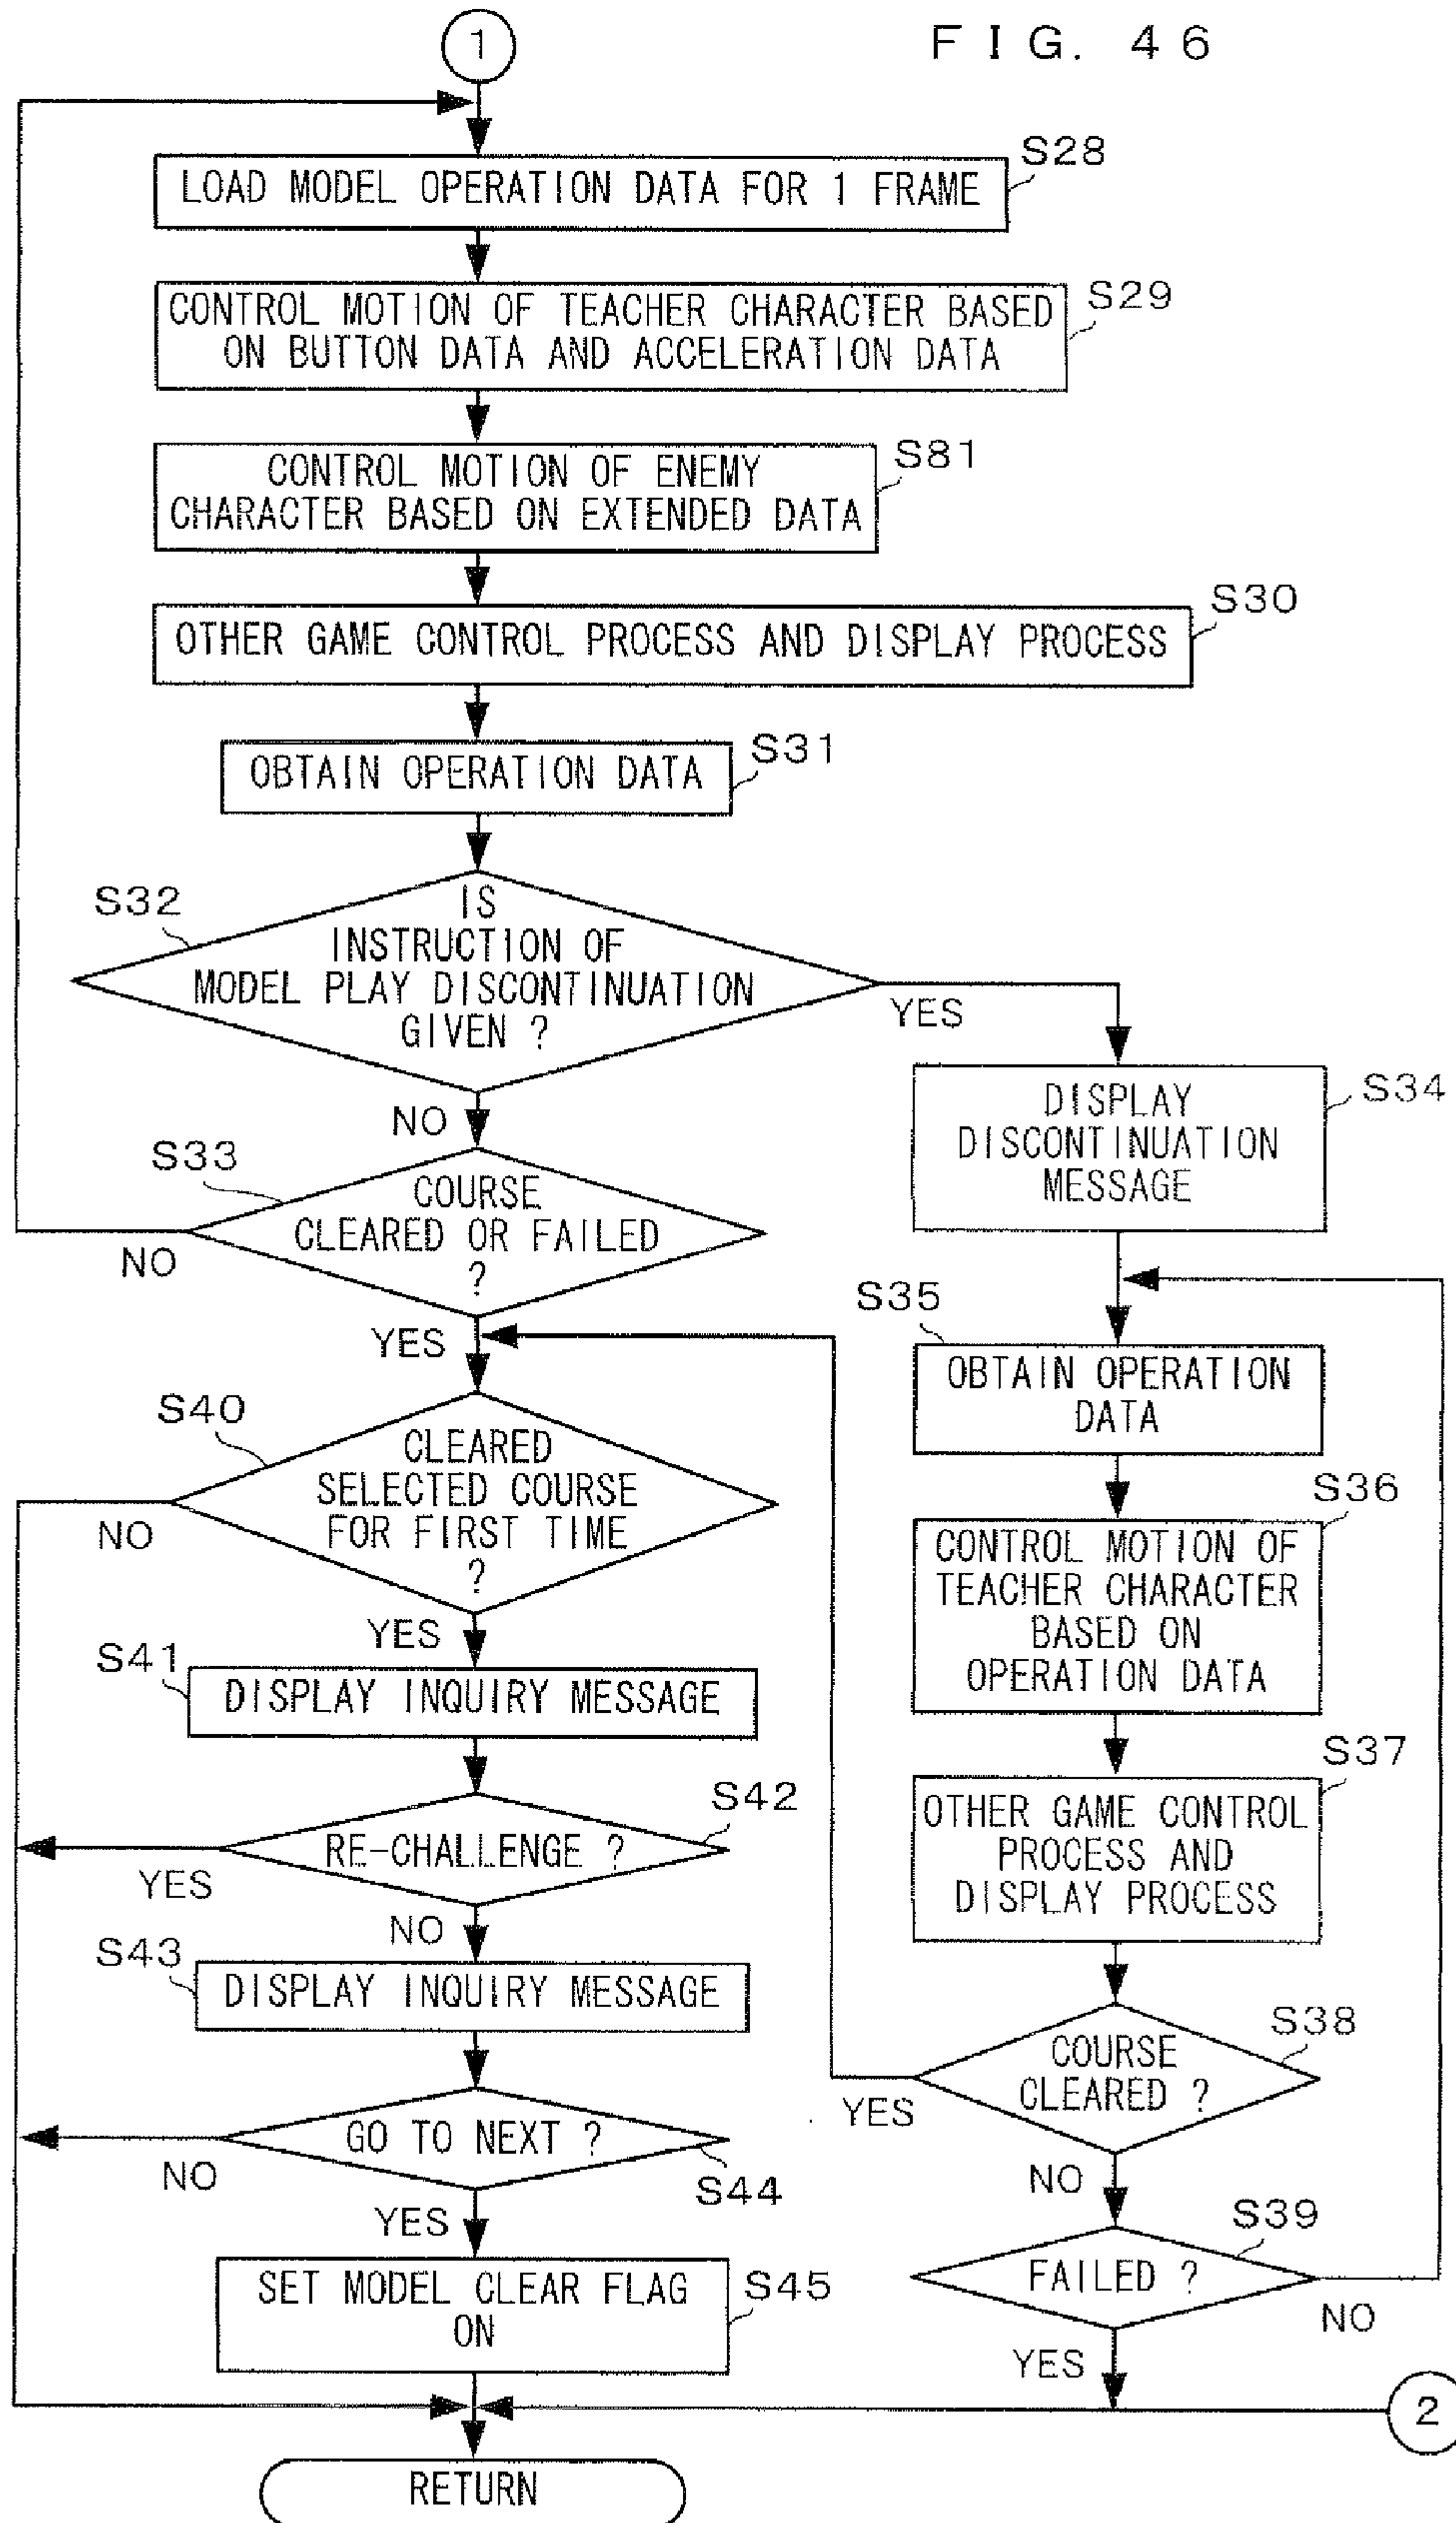 FIG. 46
1
S28
LOAD MODEL OPERATION DATA FOR 1 FRAME
S29
CONTROL MOTION OF TEACHER CHARACTER BASED
ON BUTTON DATA AND ACCELERATION DATA
S81
CONTROL MOTION OF ENEMY
CHARACTER BASED ON EXTENDED DATA
S30
OTHER GAME CONTROL PROCESS AND DISPLAY PROCESS
S31
OBTAIN OPERATION DATA
S32
IS
INSTRUCTION OF
MODEL PLAY DISCONTINUATION
GIVEN ?
YES
NO
S33
COURSE
CLEARED OR FAILED
?
NO
YES
S40
CLEARED
SELECTED COURSE
FOR FIRST TIME
?
NO
YES
S41
DISPLAY INQUIRY MESSAGE
S42
RE-CHALLENGE ?
YES
NO
S43
DISPLAY INQUIRY MESSAGE
GO TO NEXT ?
S44
NO
YES
SET MODEL CLEAR FLAG
ON
S45
RETURN
S34
DISPLAY
DISCONTINUATION
MESSAGE
S35
OBTAIN OPERATION
DATA
S36
CONTROL MOTION OF
TEACHER CHARACTER
BASED ON
OPERATION DATA
S37
OTHER GAME CONTROL
PROCESS AND
DISPLAY PROCESS
S38
COURSE
CLEARED ?
YES
NO
S39
FAILED ?
NO
YES
2